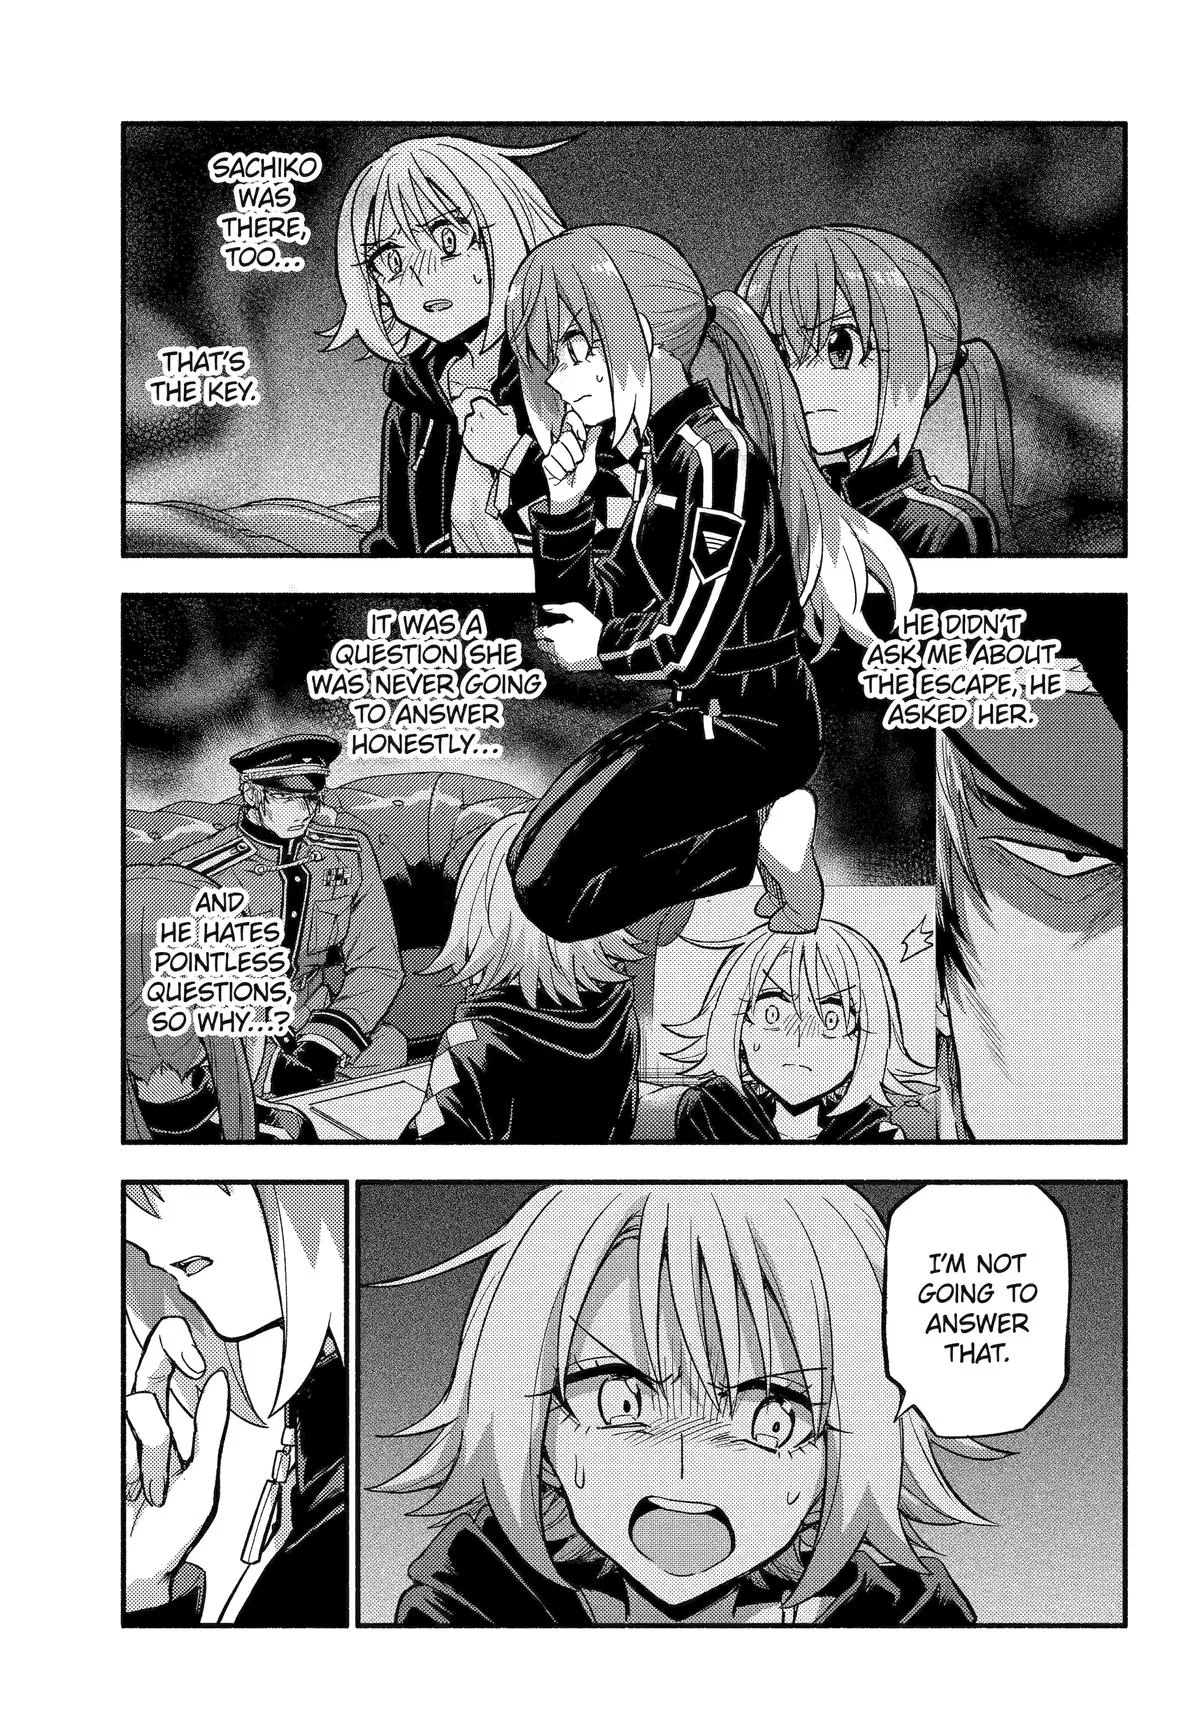 SACHIKO
WAS
THERE,
TOO...
THAT'S
THE KEY.
HE DIDN'T
ASK ME ABOUT
THE ESCAPE, HE
ASKED HER.
IT WAS A
QUESTION SHE
WAS NEVER GOING
TO ANSWER
HONESTLY...
AND
HE HATES
POINTLESS
QUESTIONS,
SO WHY...?
I'M NOT
GOING TO
ANSWER
THAT.